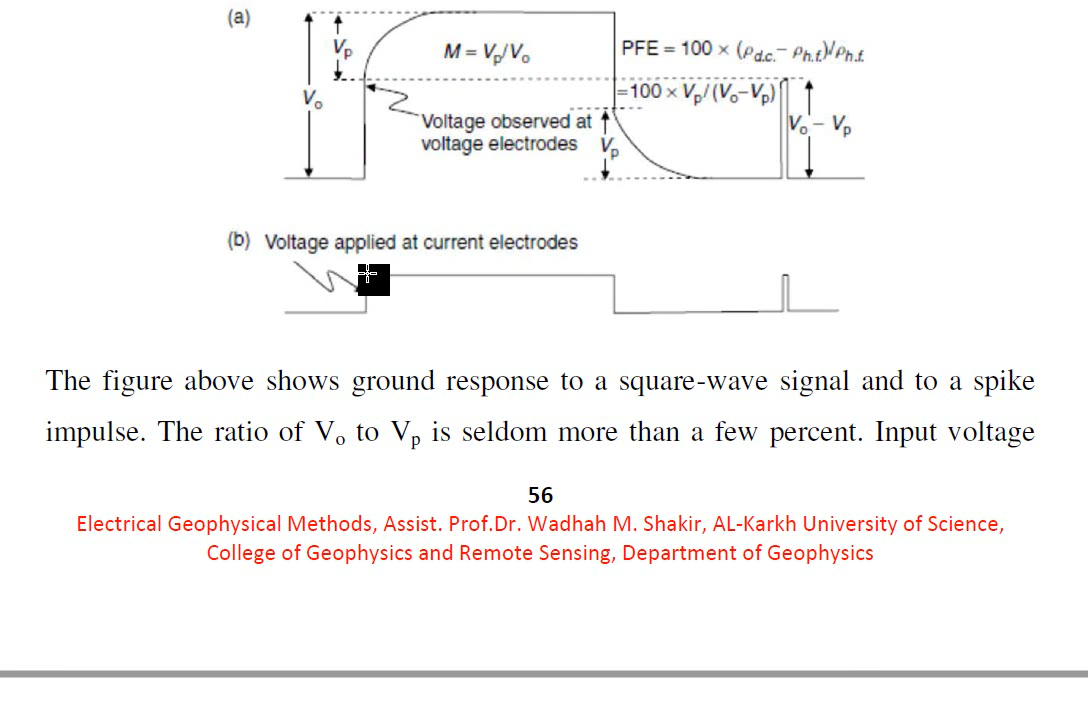 (a)
Vp
M = Vp/Vo
PFE = 100 × (ρd.c.− ρh.f.)/ρh.f.
Vo
=100 × Vp/(Vo−Vp)
Voltage observed at
voltage electrodes
Vp
Vo − Vp
(b) Voltage applied at current electrodes
The figure above shows ground response to a square-wave signal and to a spike
impulse. The ratio of Vo to Vp is seldom more than a few percent. Input voltage
56
Electrical Geophysical Methods, Assist. Prof.Dr. Wadhah M. Shakir, AL-Karkh University of Science,
College of Geophysics and Remote Sensing, Department of Geophysics